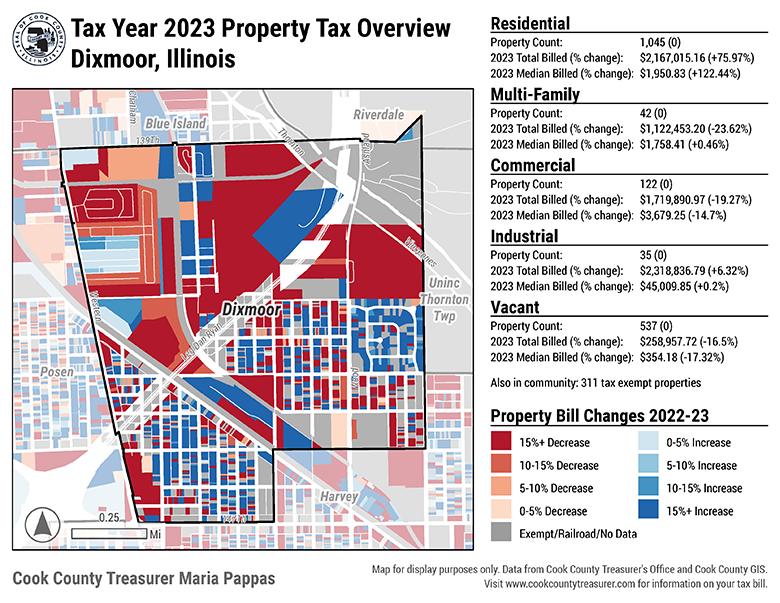 Tax Year 2023 Property Tax Overview
Dixmoor, Illinois
SEAL OF COOK COUNTY
ILLINOIS
Chatham
Blue Island
139Th
Thornton
Riverdale
Western
Dixmoor
I-57/Dan Ryan
Wood
Uninc
Thornton
Twp
Posen
Harvey
0.25
Mi
Residential
Property Count: 1,045 (0)
2023 Total Billed (% change): $2,167,015.16 (+75.97%)
2023 Median Billed (% change): $1,950.83 (+122.44%)
Multi-Family
Property Count: 42 (0)
2023 Total Billed (% change): $1,122,453.20 (-23.62%)
2023 Median Billed (% change): $1,758.41 (+0.46%)
Commercial
Property Count: 122 (0)
2023 Total Billed (% change): $1,719,890.97 (-19.27%)
2023 Median Billed (% change): $3,679.25 (-14.7%)
Industrial
Property Count: 35 (0)
2023 Total Billed (% change): $2,318,836.79 (+6.32%)
2023 Median Billed (% change): $45,009.85 (+0.2%)
Vacant
Property Count: 537 (0)
2023 Total Billed (% change): $258,957.72 (-16.5%)
2023 Median Billed (% change): $354.18 (-17.32%)
Also in community: 311 tax exempt properties
Property Bill Changes 2022-23
15%+ Decrease
10-15% Decrease
5-10% Decrease
0-5% Decrease
Exempt/Railroad/No Data
0-5% Increase
5-10% Increase
10-15% Increase
15%+ Increase
Cook County Treasurer Maria Pappas
Map for display purposes only. Data from Cook County Treasurer's Office and Cook County GIS.
Visit www.cookcountytreasurer.com for information on your tax bill.